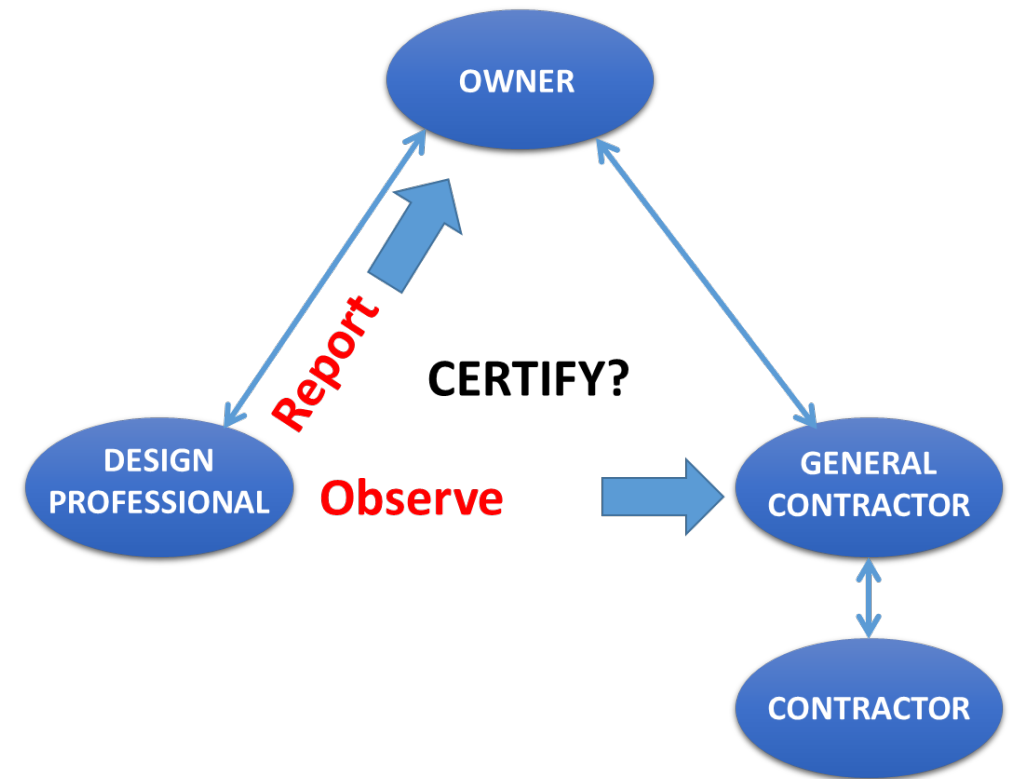 OWNER
Report
CERTIFY?
DESIGN
PROFESSIONAL
Observe
GENERAL
CONTRACTOR
CONTRACTOR